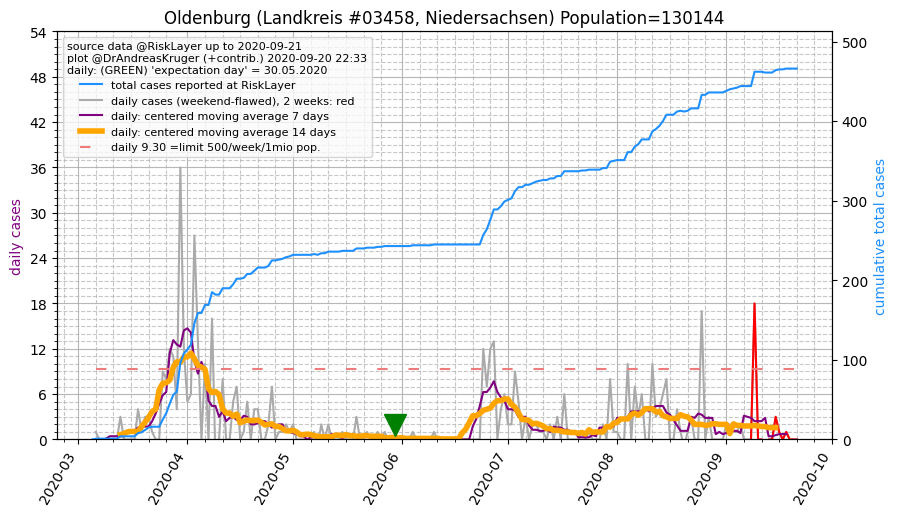 Oldenburg (Landkreis #03458, Niedersachsen) Population=130144
source data @RiskLayer up to 2020-09-21
plot @DrAndreasKruger (+contrib.) 2020-09-20 22:33
daily: (GREEN) 'expectation day' = 30.05.2020
total cases reported at RiskLayer
daily cases (weekend-flawed), 2 weeks: red
daily: centered moving average 7 days
daily: centered moving average 14 days
daily 9.30 =limit 500/week/1mio pop.
daily cases
54
48
42
36
30
24
18
12
6
0
cumulative total cases
500
400
300
200
100
0
2020-03
2020-04
2020-05
2020-06
2020-07
2020-08
2020-09
2020-10